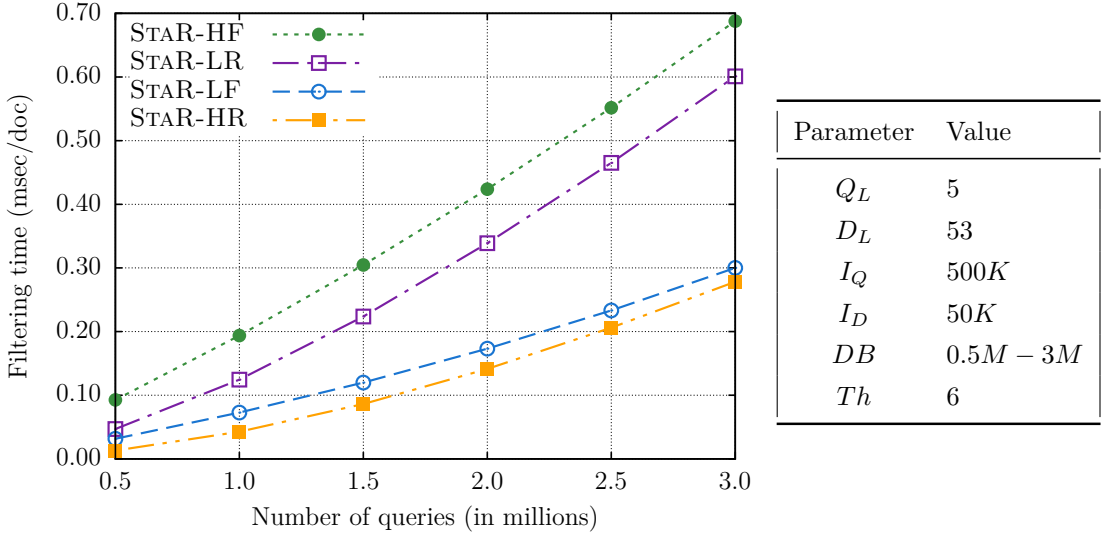 0.70
0.60
0.50
0.40
0.30
0.20
0.10
0.00
Filtering time (msec/doc)
STAR-HF
STAR-LR
STAR-LF
STAR-HR
0.5 1.0 1.5 2.0 2.5 3.0
Number of queries (in millions)
Parameter Value
Q_L 5
D_L 53
I_Q 500K
I_D 50K
DB 0.5M − 3M
Th 6